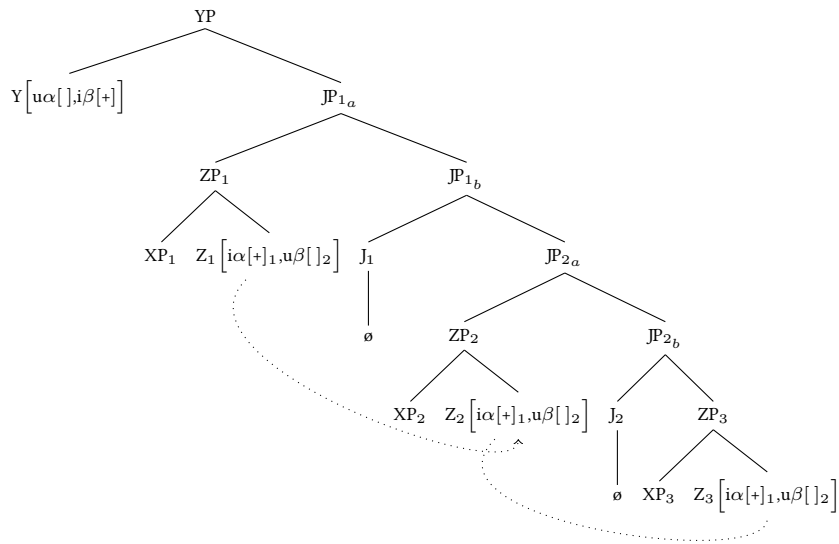 YP
Y[uα[ ],iβ[+]]
JP1a
ZP1
JP1b
XP1
Z1[iα[+]1,uβ[ ]2]
J1
JP2a
ø
ZP2
JP2b
XP2
Z2[iα[+]1,uβ[ ]2]
J2
ZP3
ø
XP3
Z3[iα[+]1,uβ[ ]2]